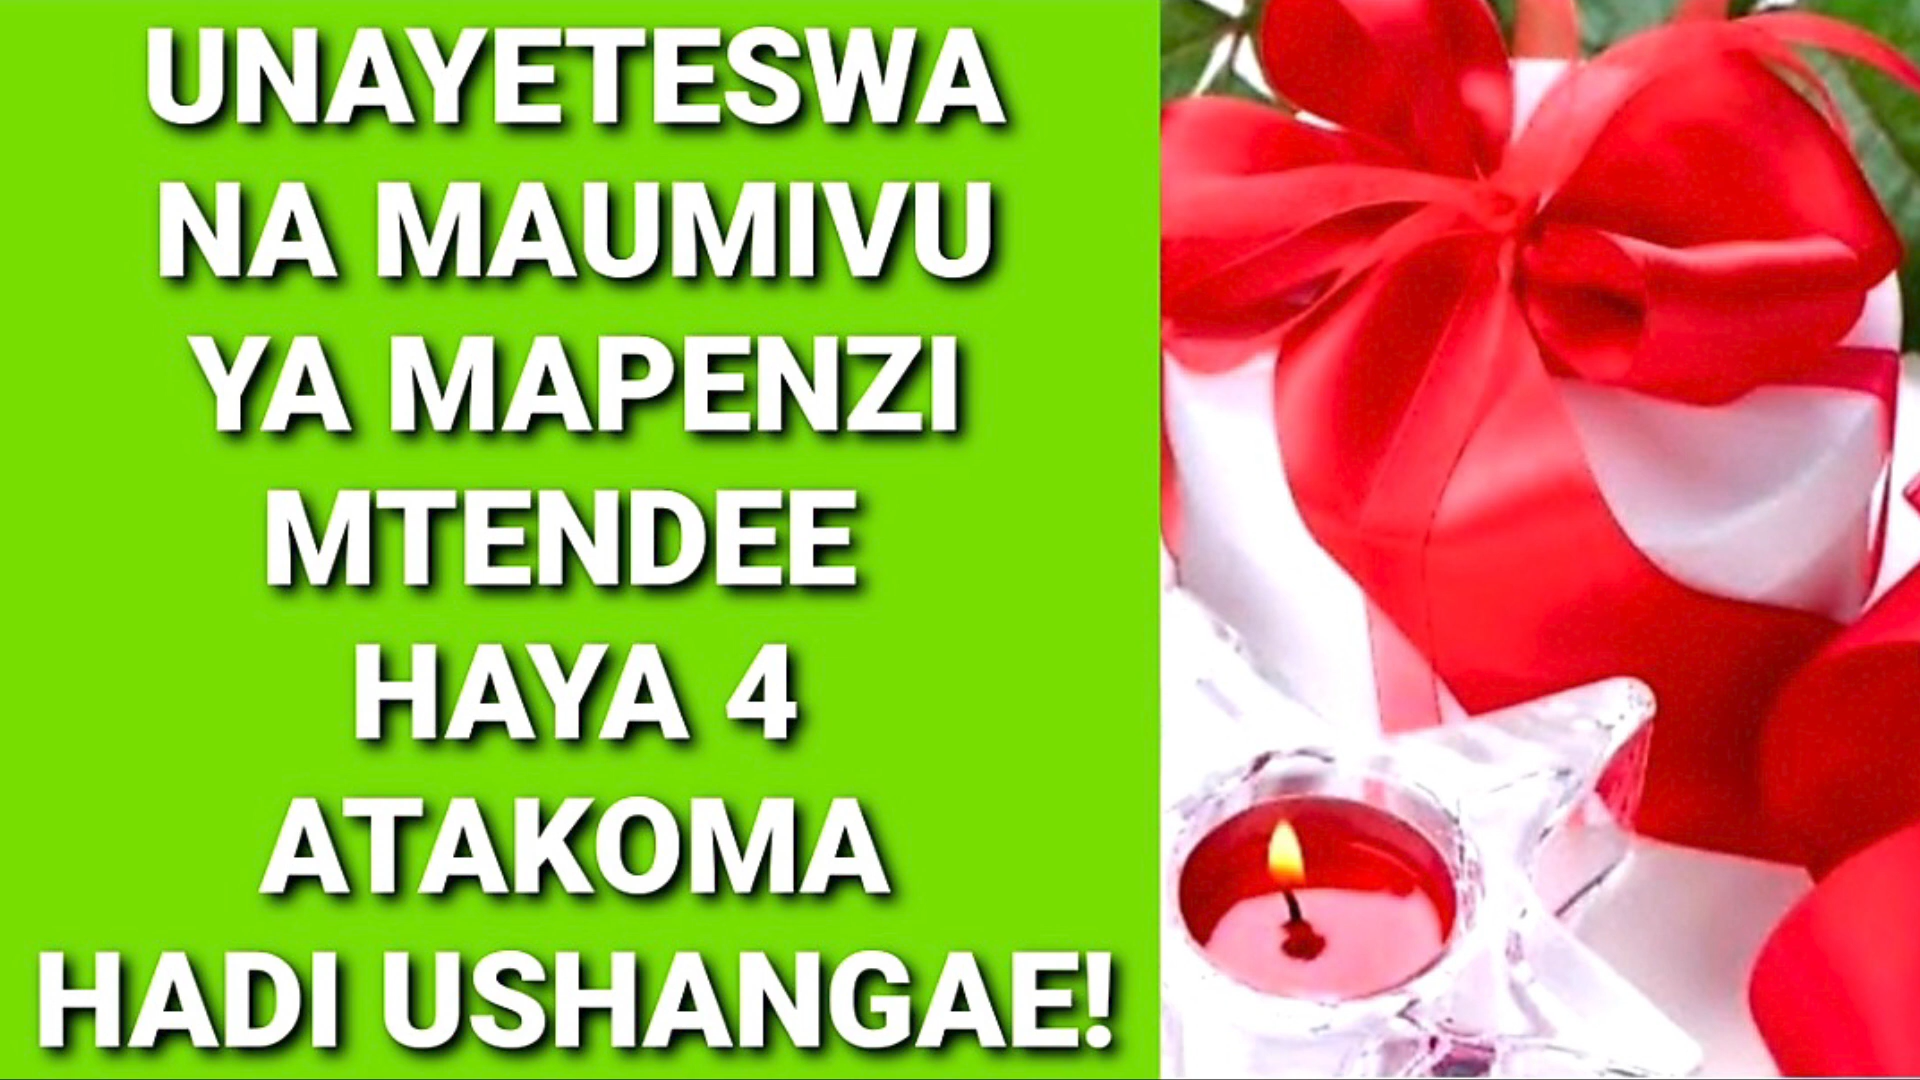 UNAYETESWA
NA MAUMIVU
YA MAPENZI
MTENDEE
HAYA 4
ATAKOMA
HADI USHANGAE!